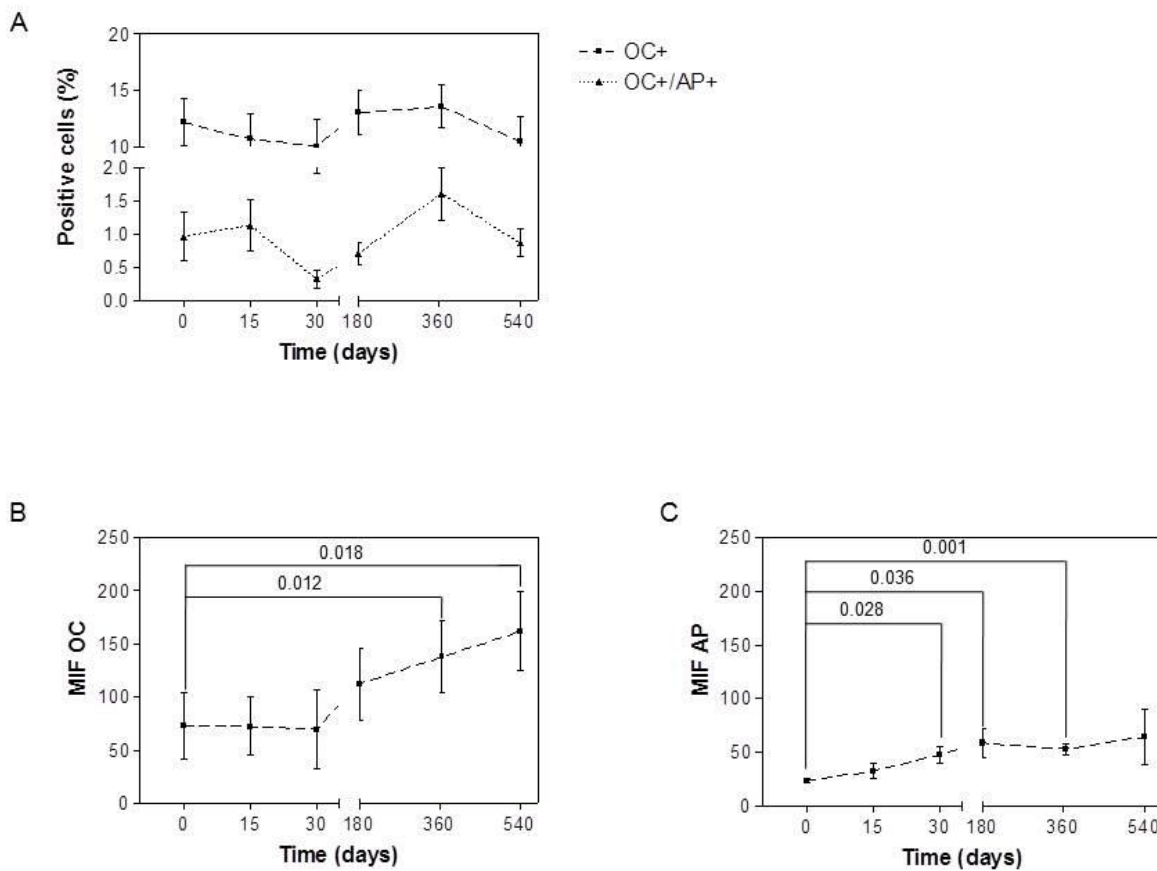 A
OC+
OC+/AP+
Positive cells (%)
20
15
10
2.0
1.5
1.0
0.5
0.0
0 15 30 180 360 540
Time (days)
B
MIF OC
250
200
150
100
50
0
0.018
0.012
0 15 30 180 360 540
Time (days)
C
MIF AP
250
200
150
100
50
0
0.001
0.036
0.028
0 15 30 180 360 540
Time (days)